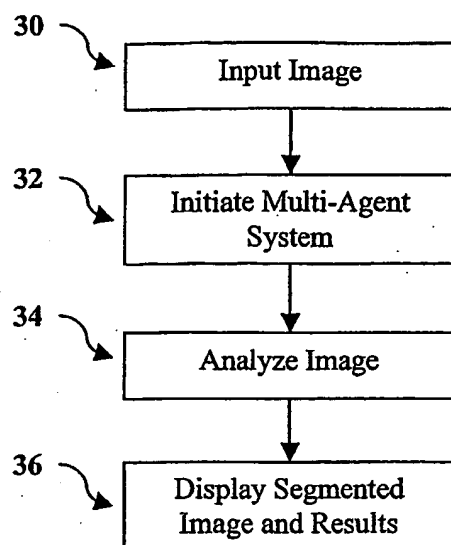 30
Input Image
32
Initiate Multi-Agent
System
34
Analyze Image
36
Display Segmented
Image and Results